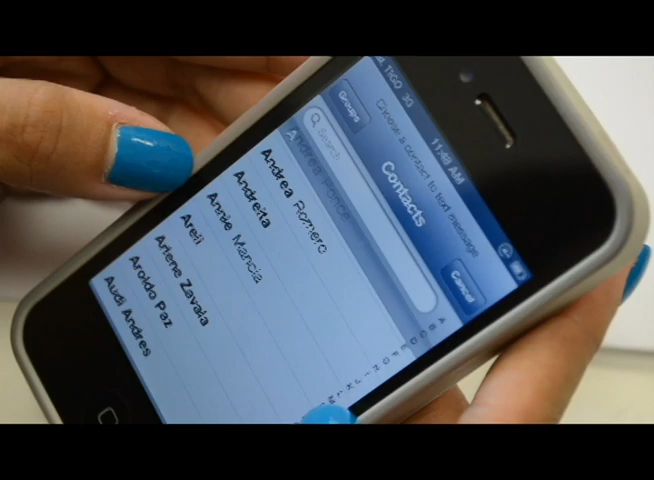 TIGO 3G 11:48 AM
Choose a contact to text message
Groups Contacts Cancel
Search
Andrea Ponce
Andrea Romero
Andreita
Annie Mancia
Areli
Arlene Zavala
Aroldo Paz
Audi Andres
A
B
C
D
E
F